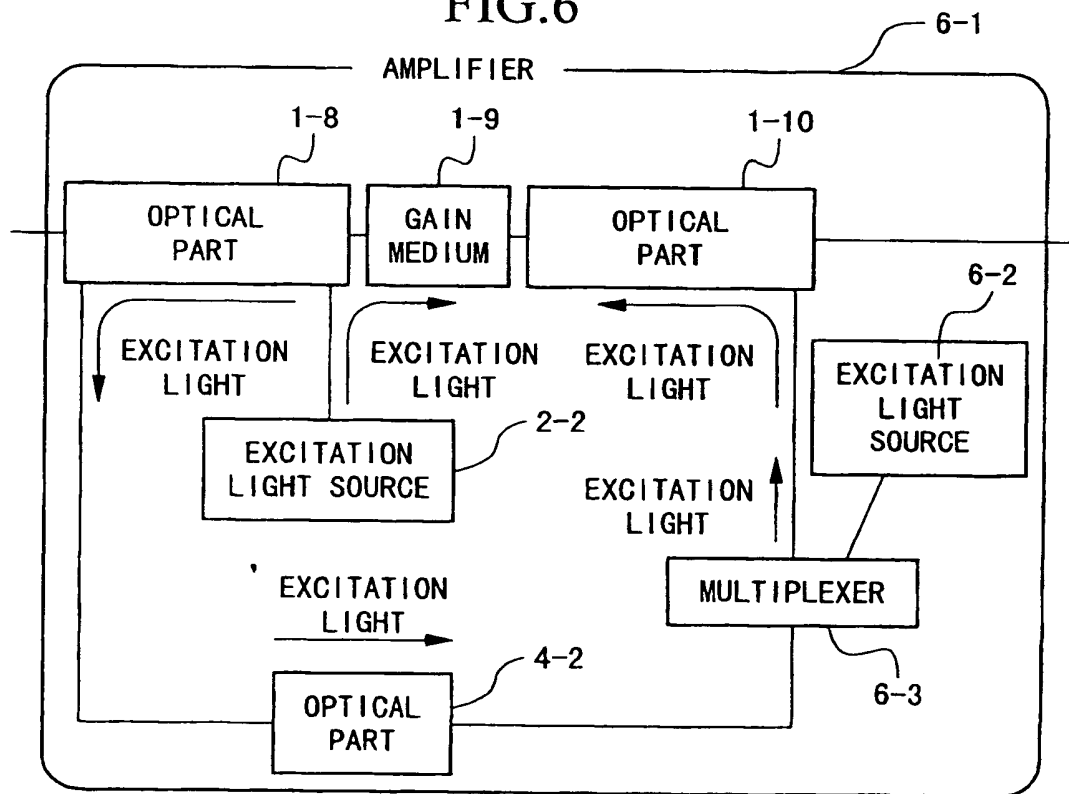 FIG.6
6-1
AMPLIFIER
1-8
1-9
1-10
OPTICAL
PART
GAIN
MEDIUM
OPTICAL
PART
6-2
EXCITATION
LIGHT
EXCITATION
LIGHT
EXCITATION
LIGHT
EXCITATION
LIGHT
SOURCE
2-2
EXCITATION
LIGHT SOURCE
EXCITATION
LIGHT
MULTIPLEXER
EXCITATION
LIGHT
4-2
6-3
OPTICAL
PART